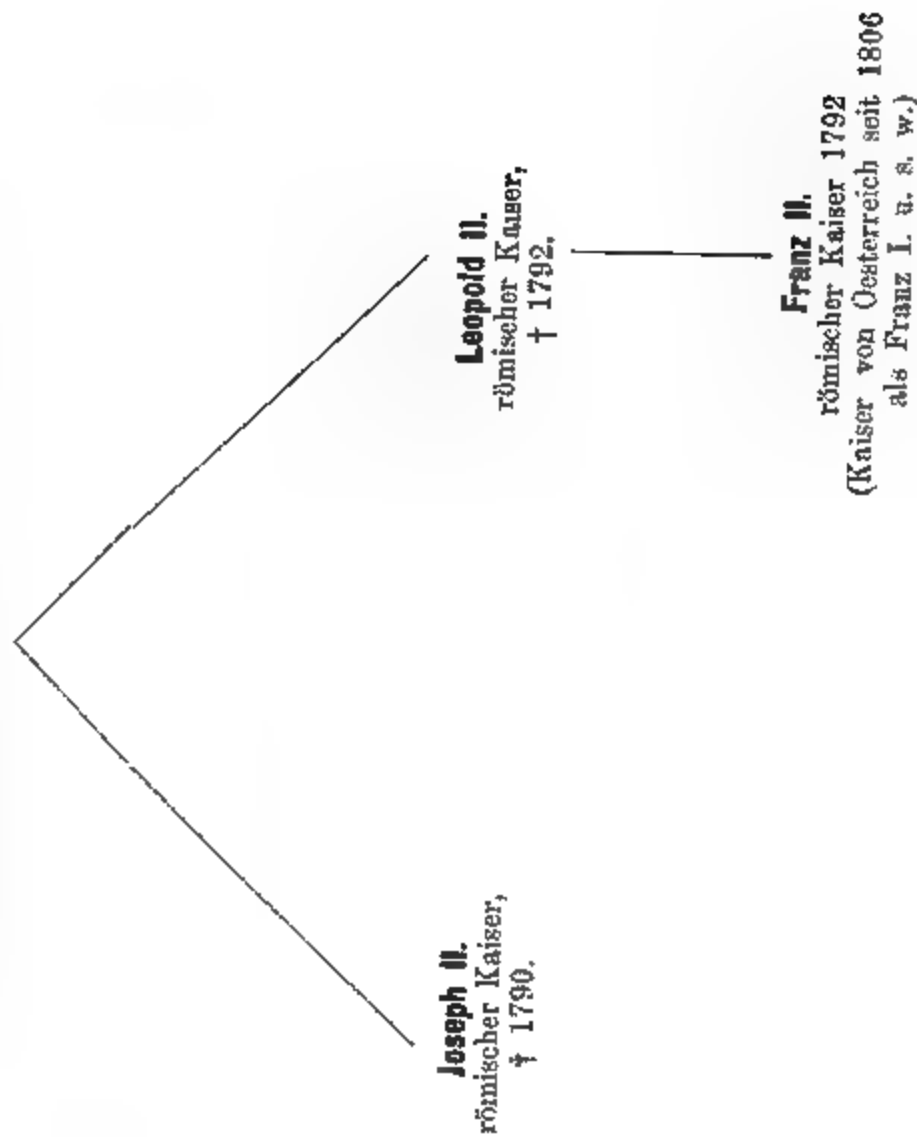 Joseph II.
römischer Kaiser,
† 1790.
Leopold II.
römischer Kaiser,
† 1792.
Franz II.
römischer Kaiser 1792
(Kaiser von Oesterreich seit 1806
als Franz I. u. s. w.)